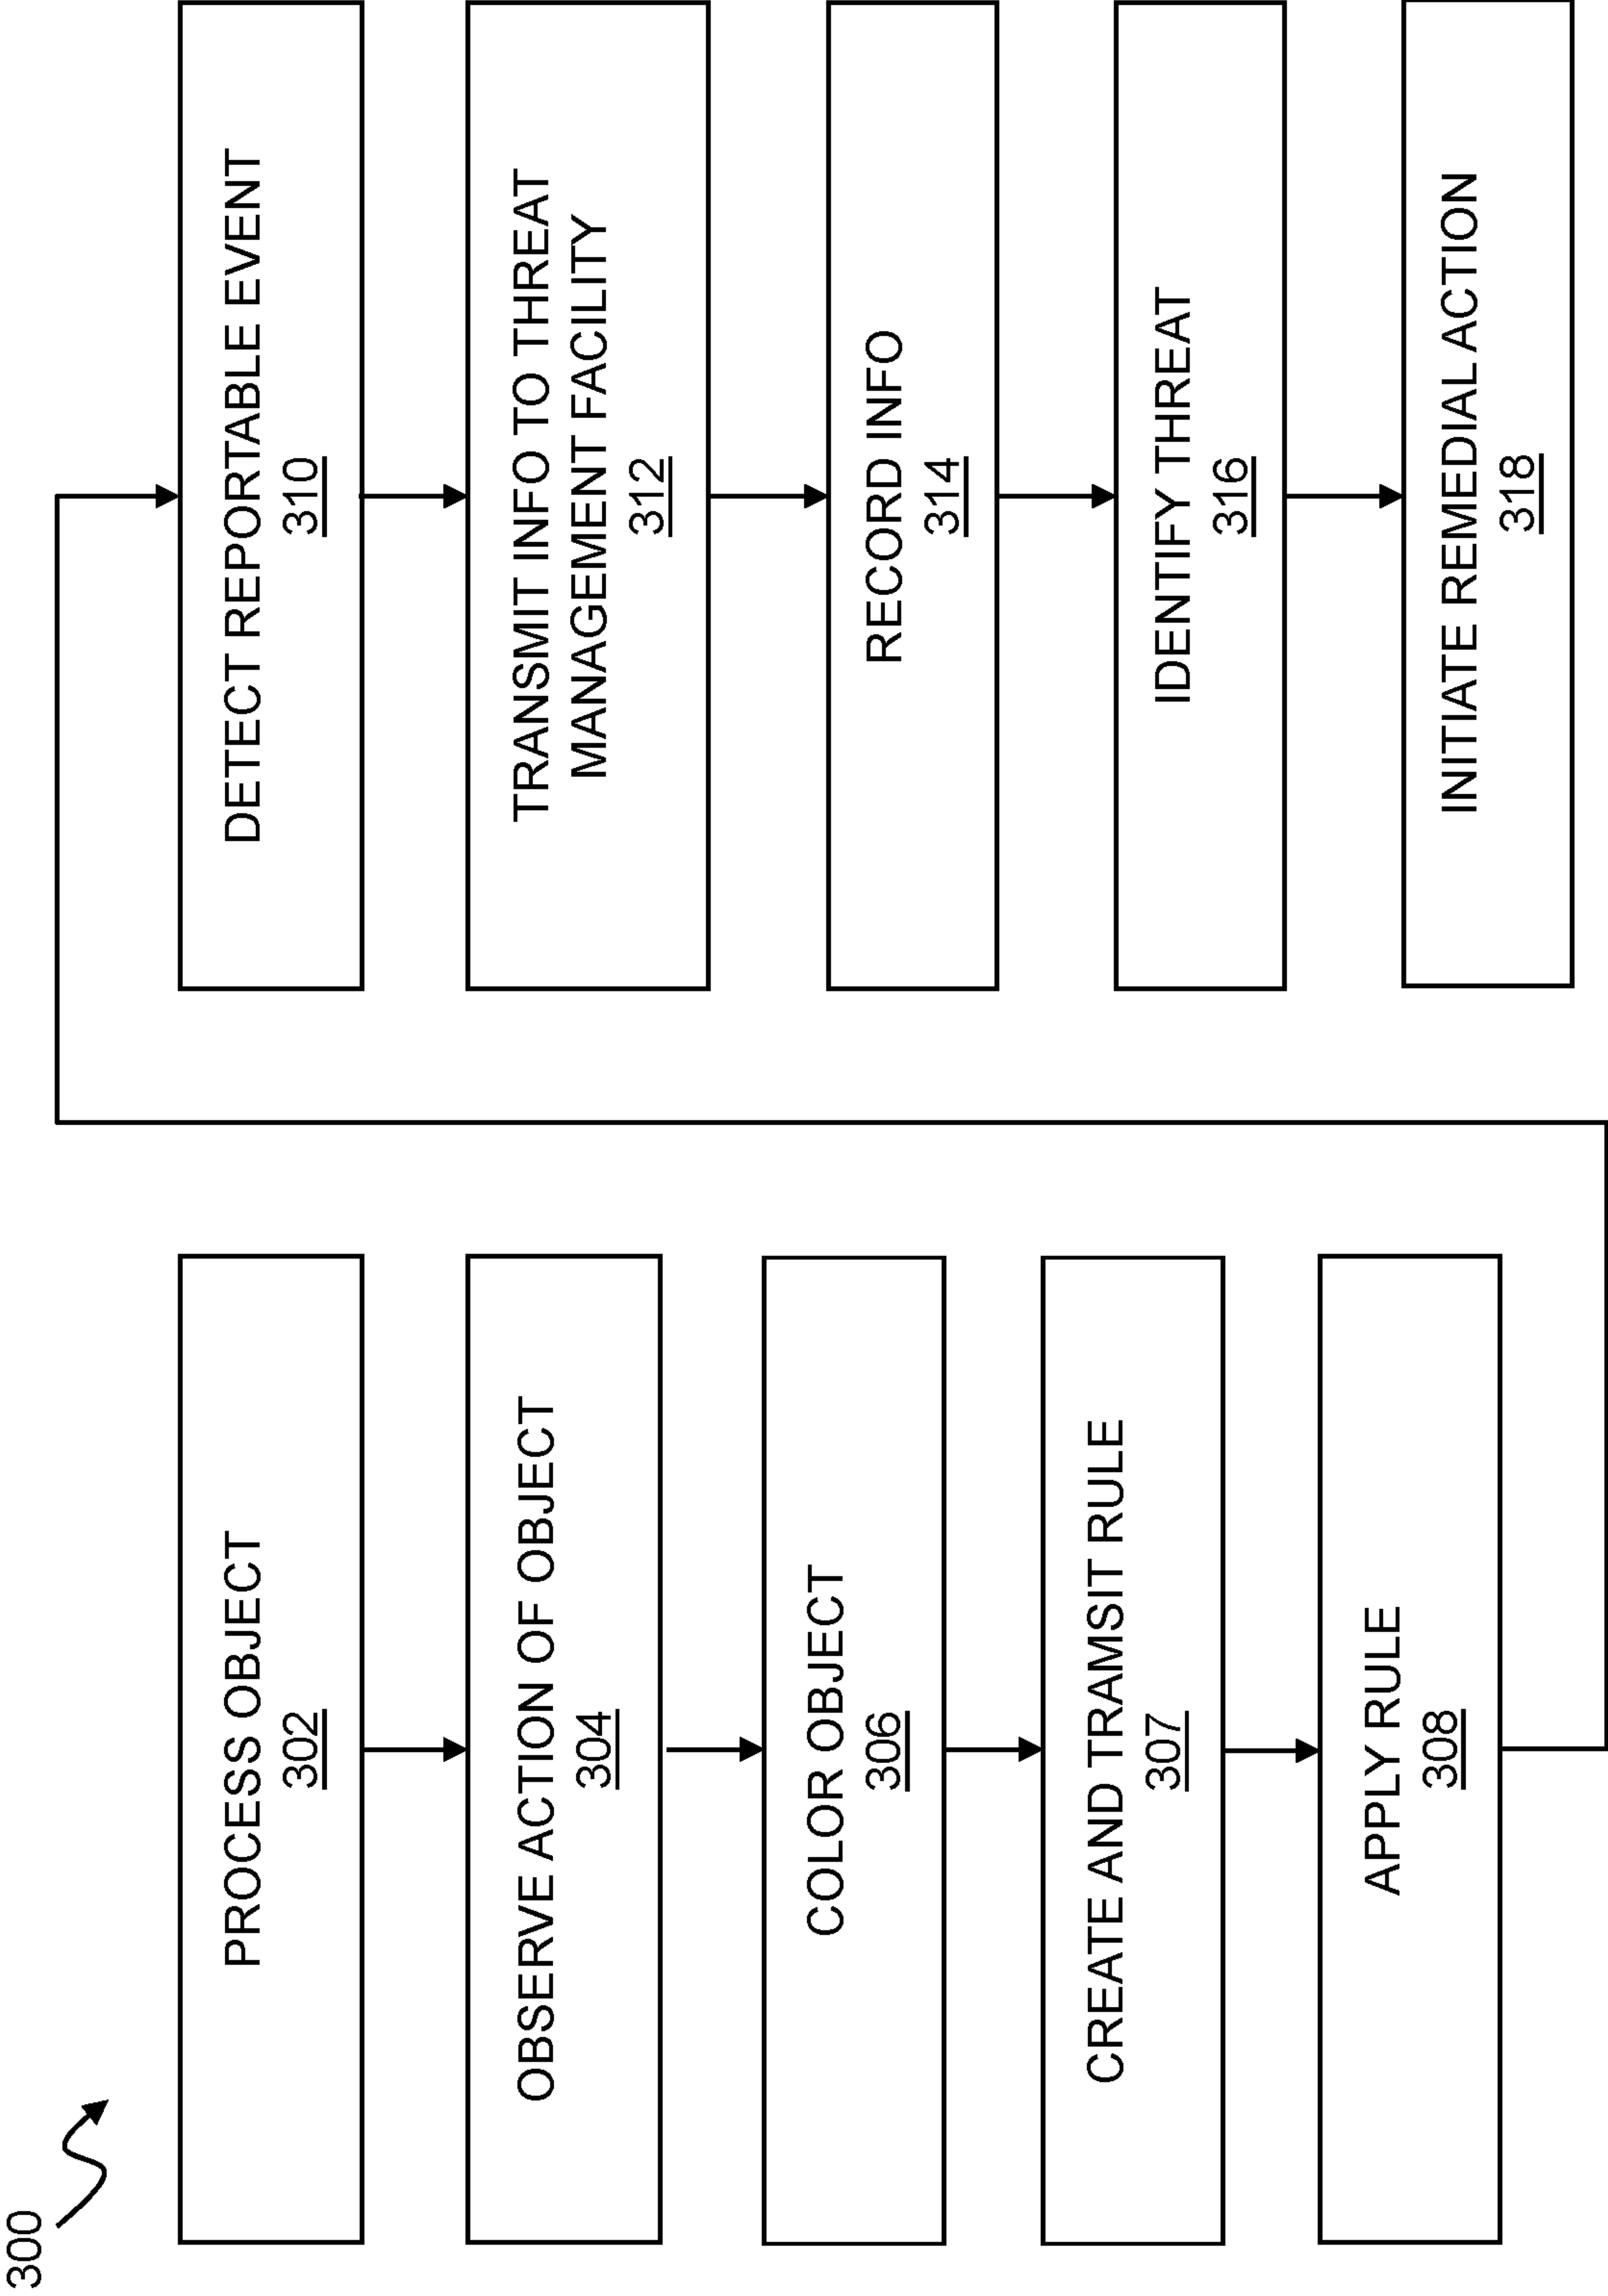 300
PROCESS OBJECT
302
OBSERVE ACTION OF OBJECT
304
COLOR OBJECT
306
CREATE AND TRAMSIT RULE
307
APPLY RULE
308
DETECT REPORTABLE EVENT
310
TRANSMIT INFO TO THREAT
MANAGEMENT FACILITY
312
RECORD INFO
314
IDENTIFY THREAT
316
INITIATE REMEDIAL ACTION
318